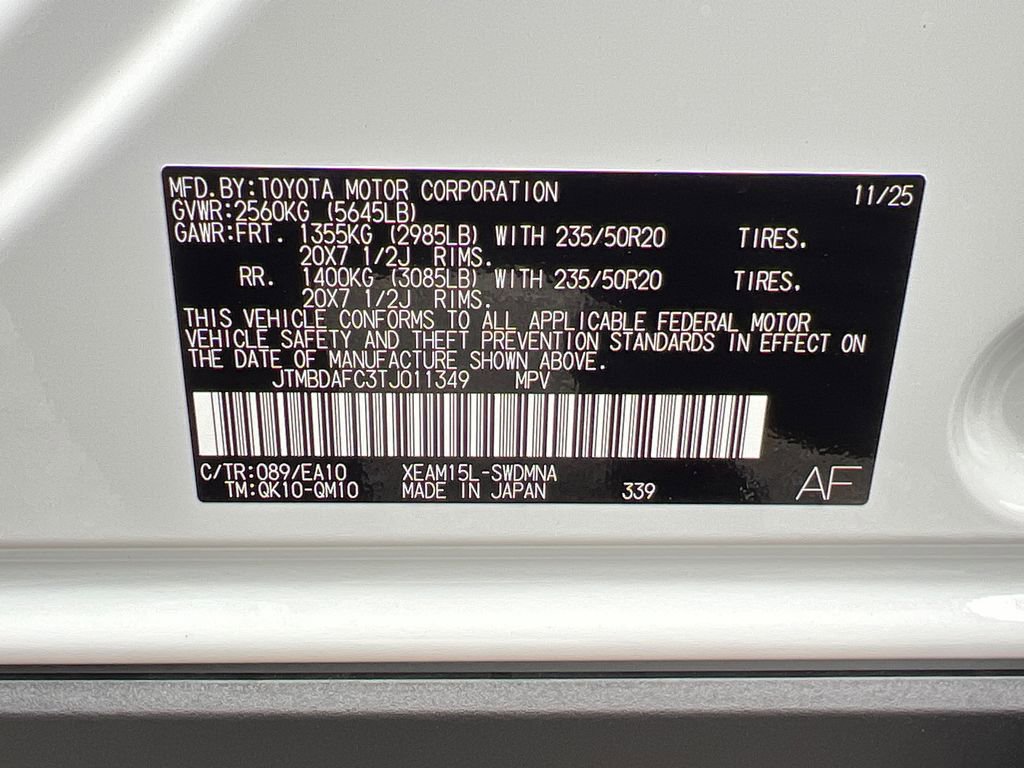 MFD.BY:TOYOTA MOTOR CORPORATION 11/25
GVWR:2560KG (5645LB)
GAWR:FRT. 1355KG (2985LB) WITH 235/50R20 TIRES.
20X7 1/2J RIMS.
RR. 1400KG (3085LB) WITH 235/50R20 TIRES.
20X7 1/2J RIMS.
THIS VEHICLE CONFORMS TO ALL APPLICABLE FEDERAL MOTOR
VEHICLE SAFETY AND THEFT PREVENTION STANDARDS IN EFFECT ON
THE DATE OF MANUFACTURE SHOWN ABOVE.
JTMBDAFC3TJ011349 MPV
C/TR:089/EA10 XEAM15L-SWDMNA
TM:QK10-QM10 MADE IN JAPAN 339 AF